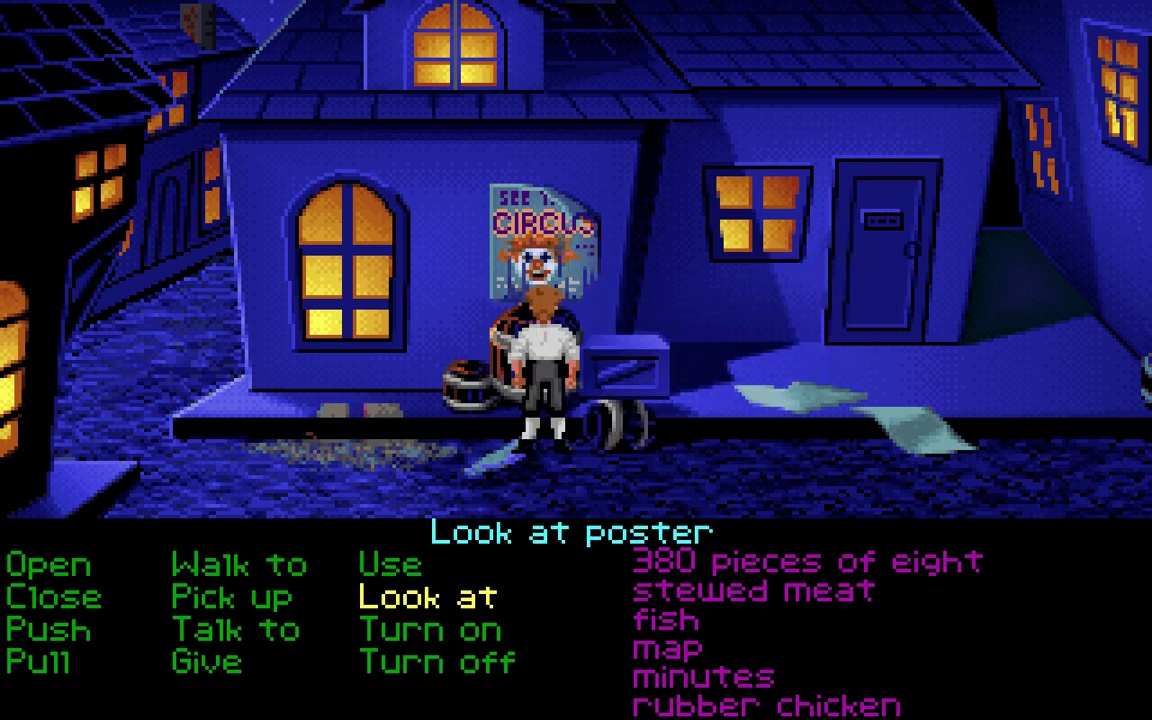 SEE
CIRCUS
Look at poster
Open Walk to Use
Close Pick up Look at
Push Talk to Turn on
Pull Give Turn off
380 pieces of eight
stewed meat
fish
map
minutes
rubber chicken